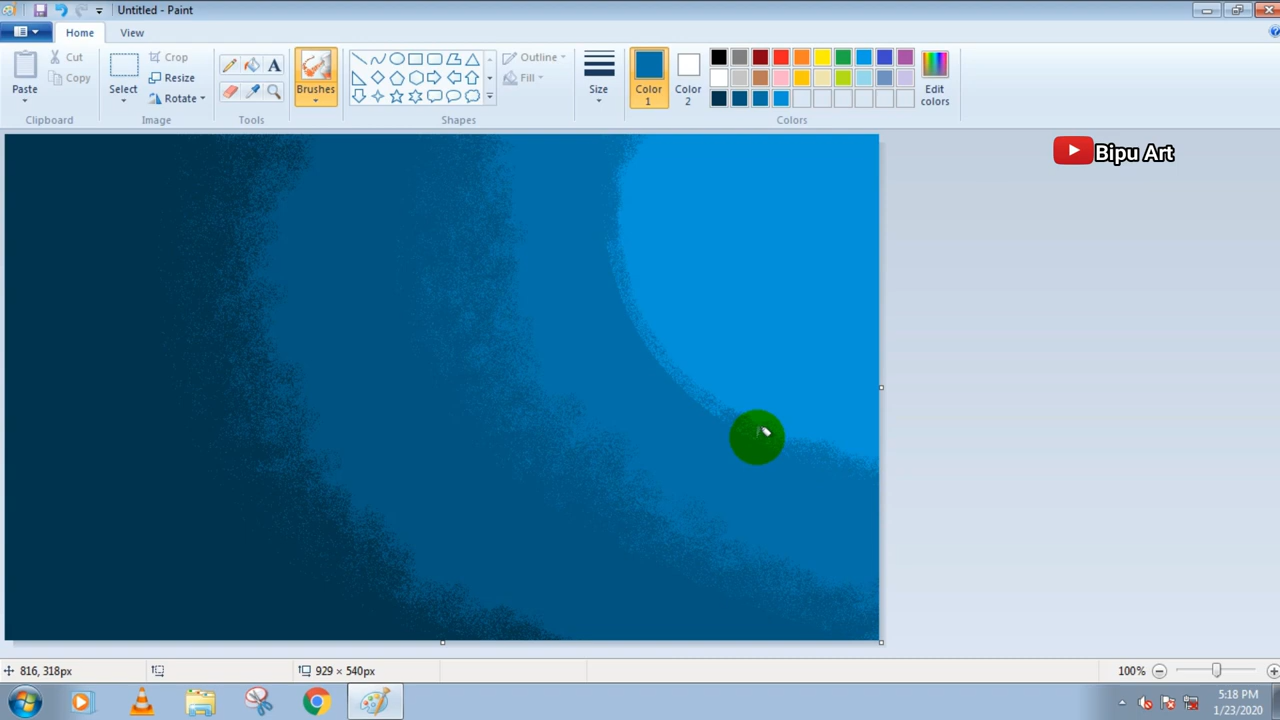 Untitled - Paint
Home
View
Paste
Cut
Copy
Clipboard
Select
Crop
Resize
Rotate
Image
A
Tools
Brushes
Outline
Fill
Shapes
Size
Color 1
Color 2
Edit colors
Colors
Bipu Art
816, 318px
929 × 540px
100%
5:18 PM
1/23/2020